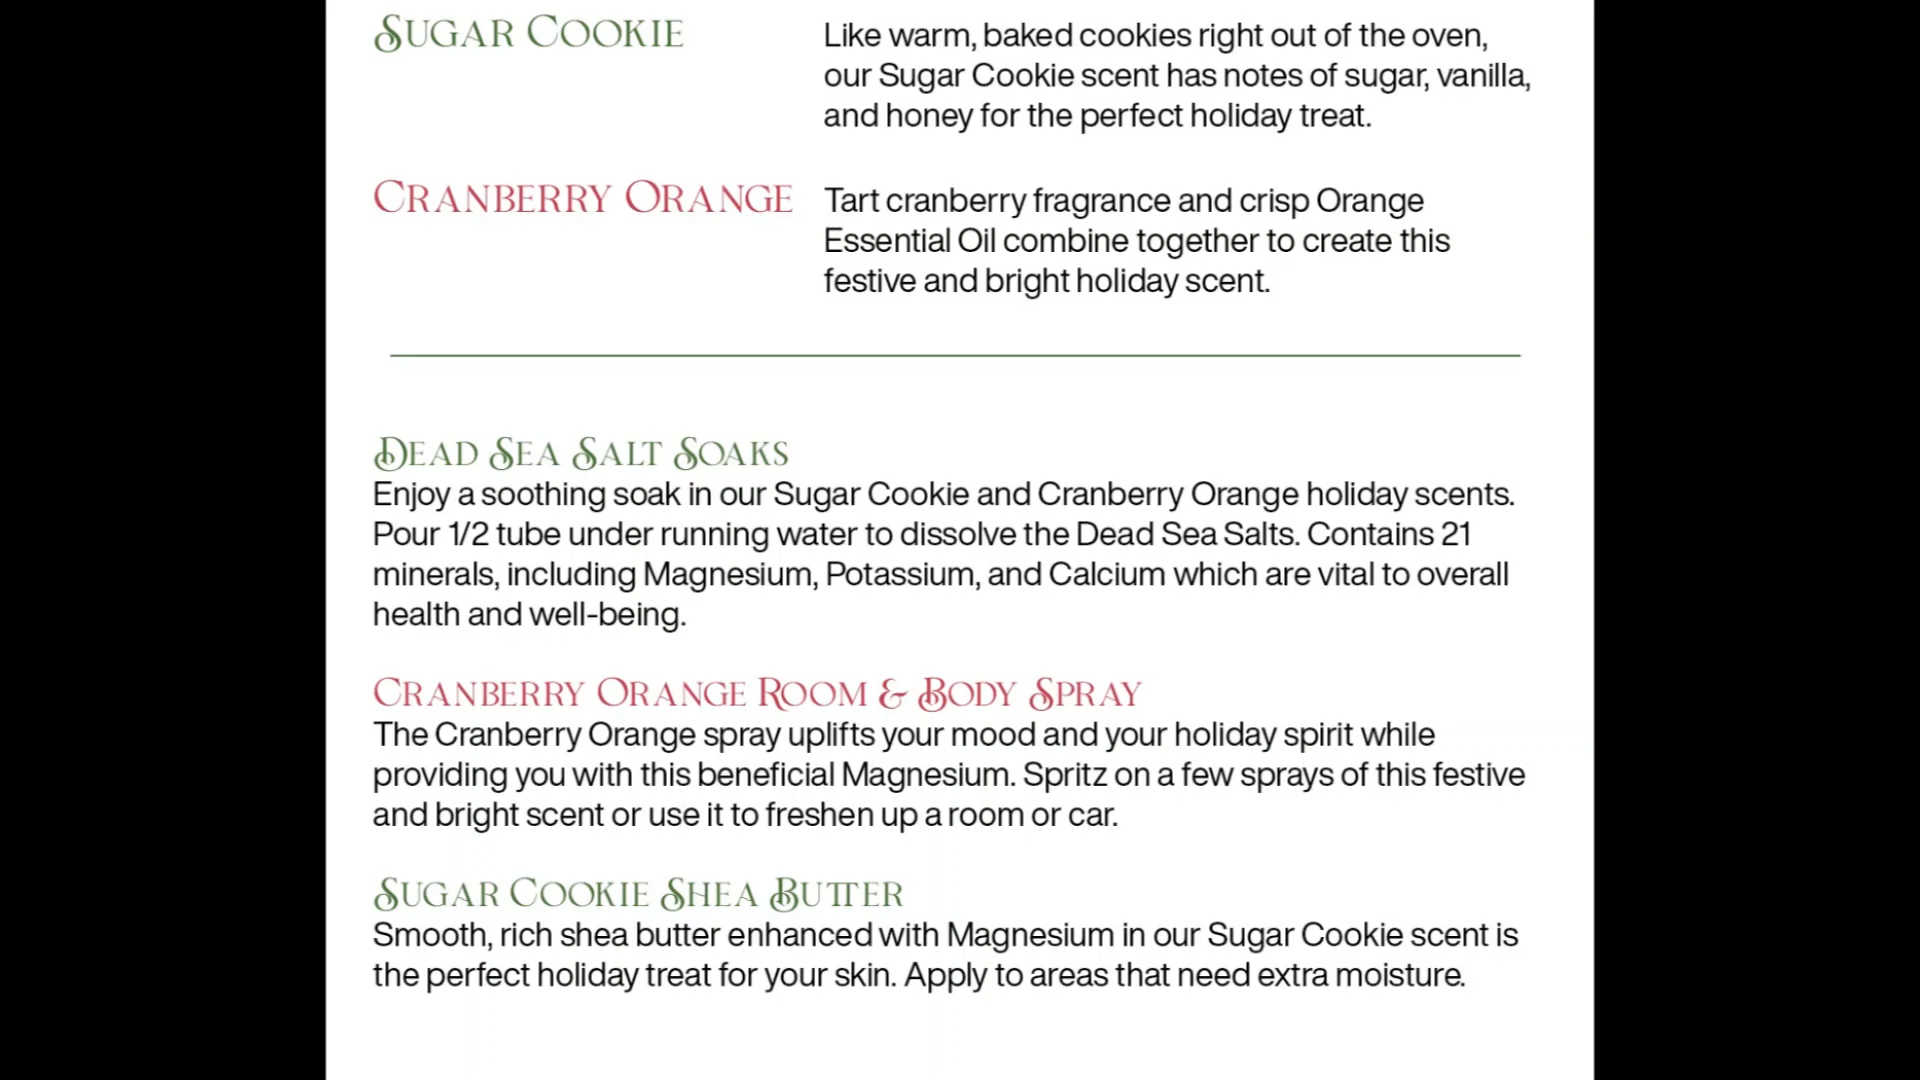 SUGAR COOKIE
Like warm, baked cookies right out of the oven,
our Sugar Cookie scent has notes of sugar, vanilla,
and honey for the perfect holiday treat.
CRANBERRY ORANGE
Tart cranberry fragrance and crisp Orange
Essential Oil combine together to create this
festive and bright holiday scent.
DEAD SEA SALT SOAKS
Enjoy a soothing soak in our Sugar Cookie and Cranberry Orange holiday scents.
Pour 1/2 tube under running water to dissolve the Dead Sea Salts. Contains 21
minerals, including Magnesium, Potassium, and Calcium which are vital to overall
health and well-being.
CRANBERRY ORANGE ROOM & BODY SPRAY
The Cranberry Orange spray uplifts your mood and your holiday spirit while
providing you with this beneficial Magnesium. Spritz on a few sprays of this festive
and bright scent or use it to freshen up a room or car.
SUGAR COOKIE SHEA BUTTER
Smooth, rich shea butter enhanced with Magnesium in our Sugar Cookie scent is
the perfect holiday treat for your skin. Apply to areas that need extra moisture.